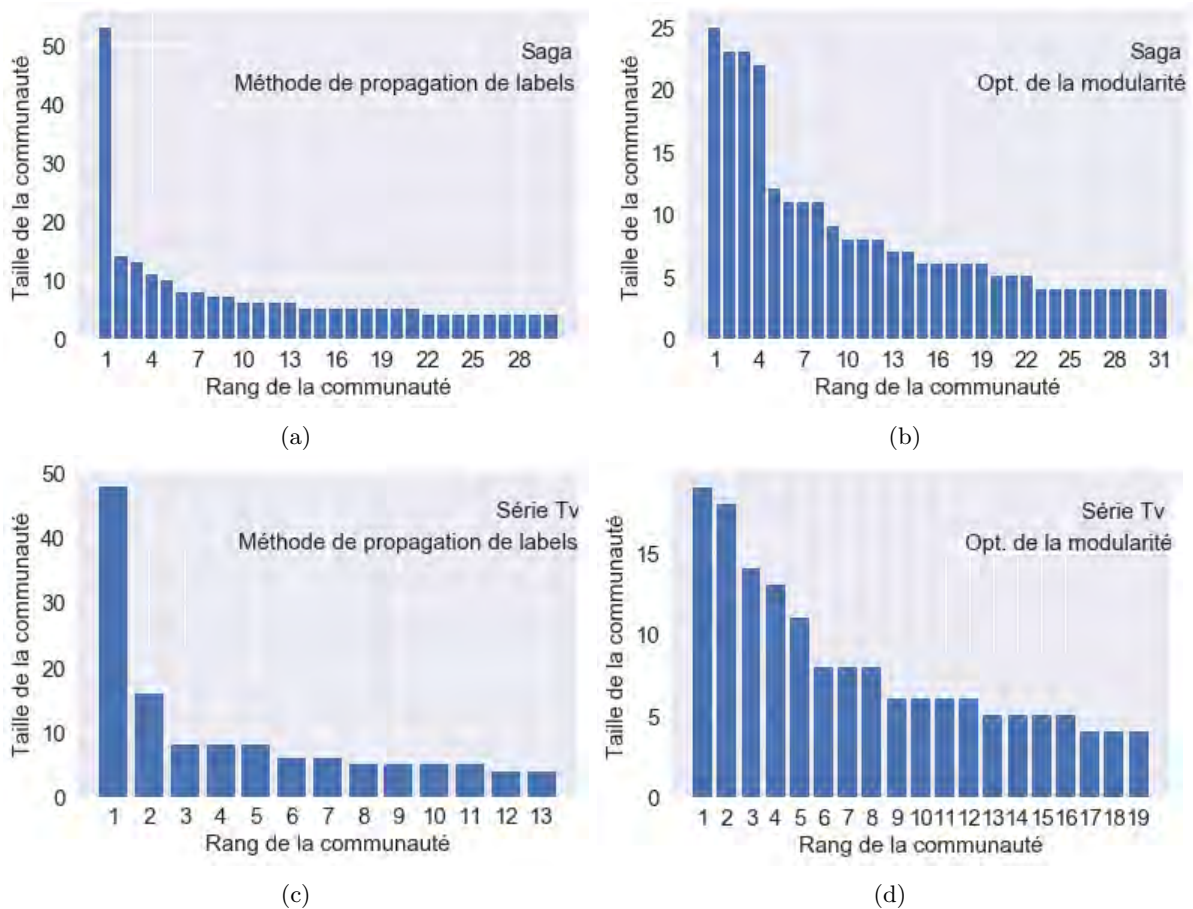 Saga
Méthode de propagation de labels
Taille de la communauté
50
40
30
20
10
0
1 4 7 10 13 16 19 22 25 28
Rang de la communauté
(a)
Saga
Opt. de la modularité
Taille de la communauté
25
20
15
10
5
0
1 4 7 10 13 16 19 22 25 28 31
Rang de la communauté
(b)
Série Tv
Méthode de propagation de labels
Taille de la communauté
50
40
30
20
10
0
1 2 3 4 5 6 7 8 9 10 11 12 13
Rang de la communauté
(c)
Série Tv
Opt. de la modularité
Taille de la communauté
15
10
5
0
1 2 3 4 5 6 7 8 9 10 11 12 13 14 15 16 17 18 19
Rang de la communauté
(d)